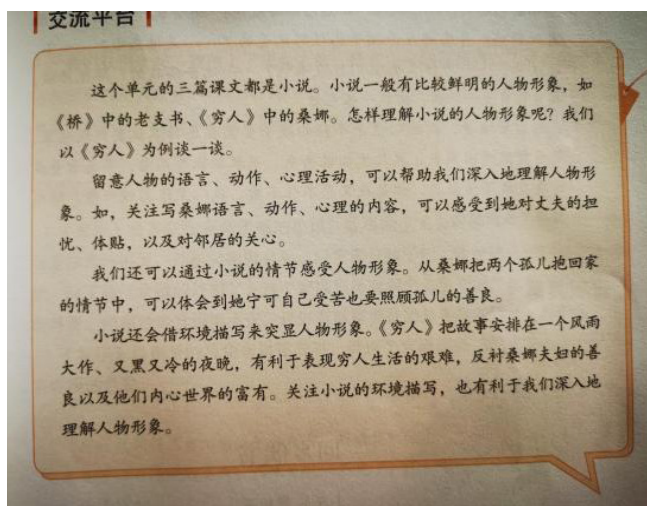 交流平台
这个单元的三篇课文都是小说。小说一般有比较鲜明的人物形象，如
《桥》中的老支书、《穷人》中的桑娜。怎样理解小说的人物形象呢？我们
以《穷人》为例谈一谈。
留意人物的语言、动作、心理活动，可以帮助我们深入地理解人物形
象。如，关注写桑娜语言、动作、心理的内容，可以感受到她对丈夫的担
忧、体贴，以及对邻居的关心。
我们还可以通过小说的情节感受人物形象。从桑娜把两个孤儿抱回家
的情节中，可以体会到她宁可自己受苦也要照顾孤儿的善良。
小说还会借环境描写来突显人物形象。《穷人》把故事安排在一个风雨
大作、又黑又冷的夜晚，有利于表现穷人生活的艰难，反衬桑娜夫妇的善
良以及他们内心世界的富有。关注小说的环境描写，也有利于我们深入地
理解人物形象。